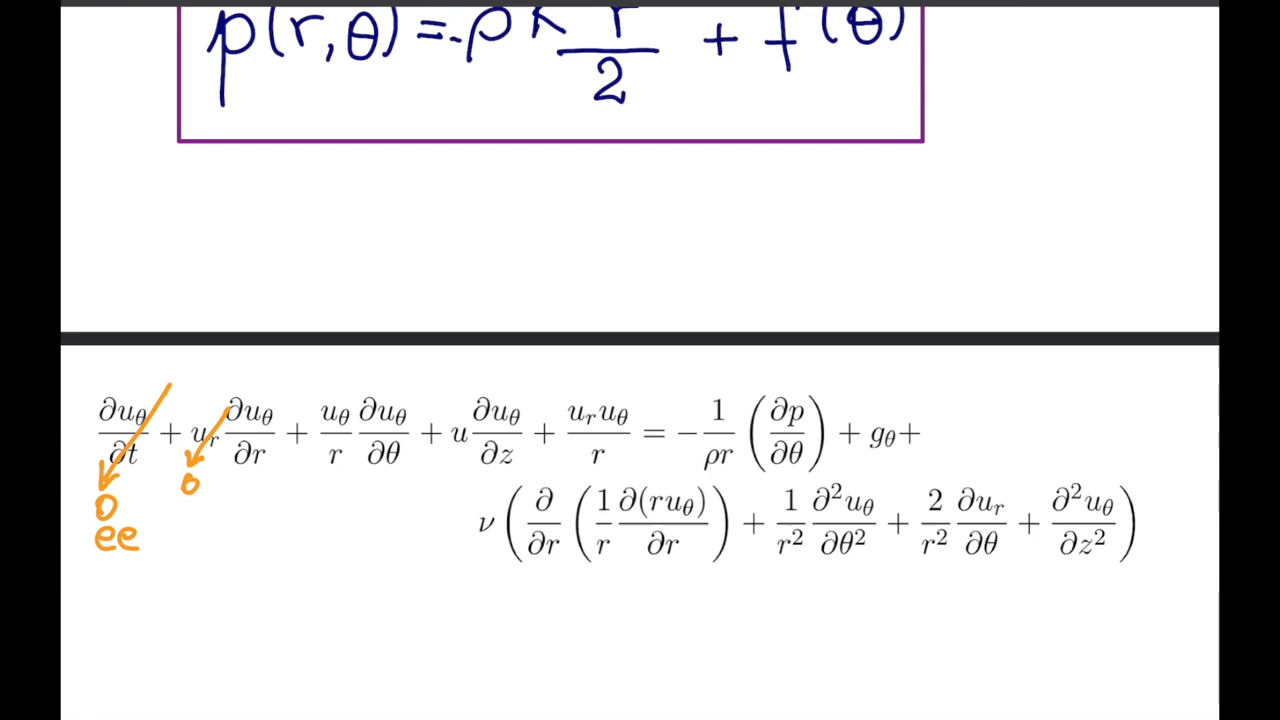 p(r, θ) = -ρ K r/2 + f(θ)
∂u_θ/∂t + u_r ∂u_θ/∂r + u_θ/r ∂u_θ/∂θ + u ∂u_θ/∂z + u_r u_θ/r = −1/(ρr) (∂p/∂θ) + g_θ +
0 0
ee
ν ( ∂/∂r ( 1/r ∂(ru_θ)/∂r ) + 1/r² ∂²u_θ/∂θ² + 2/r² ∂u_r/∂θ + ∂²u_θ/∂z² )